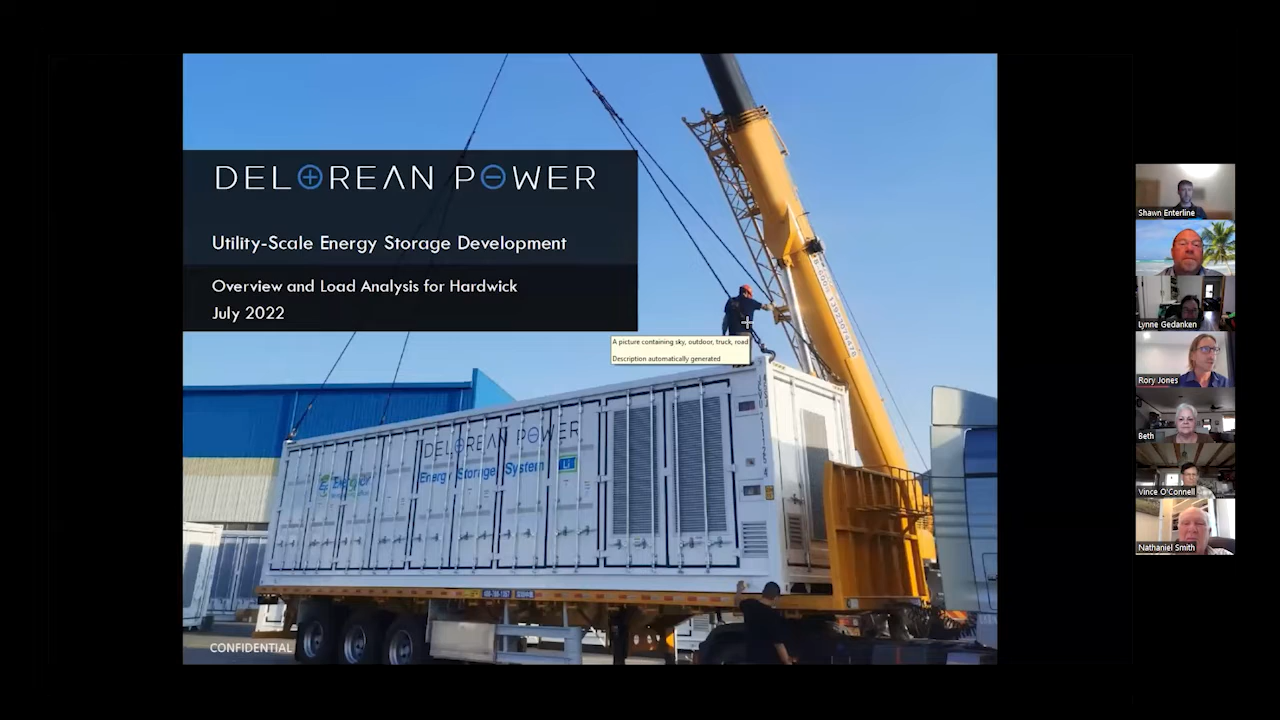 DELOREAN POWER
Utility-Scale Energy Storage Development
Overview and Load Analysis for Hardwick
July 2022
A picture containing sky, outdoor, truck, road
Description automatically generated
DELOREAN POWER
Energy Storage System
CONFIDENTIAL
Shawn Enterline
Lynne Gedanken
Rory Jones
Beth
Vince O'Connell
Nathaniel Smith